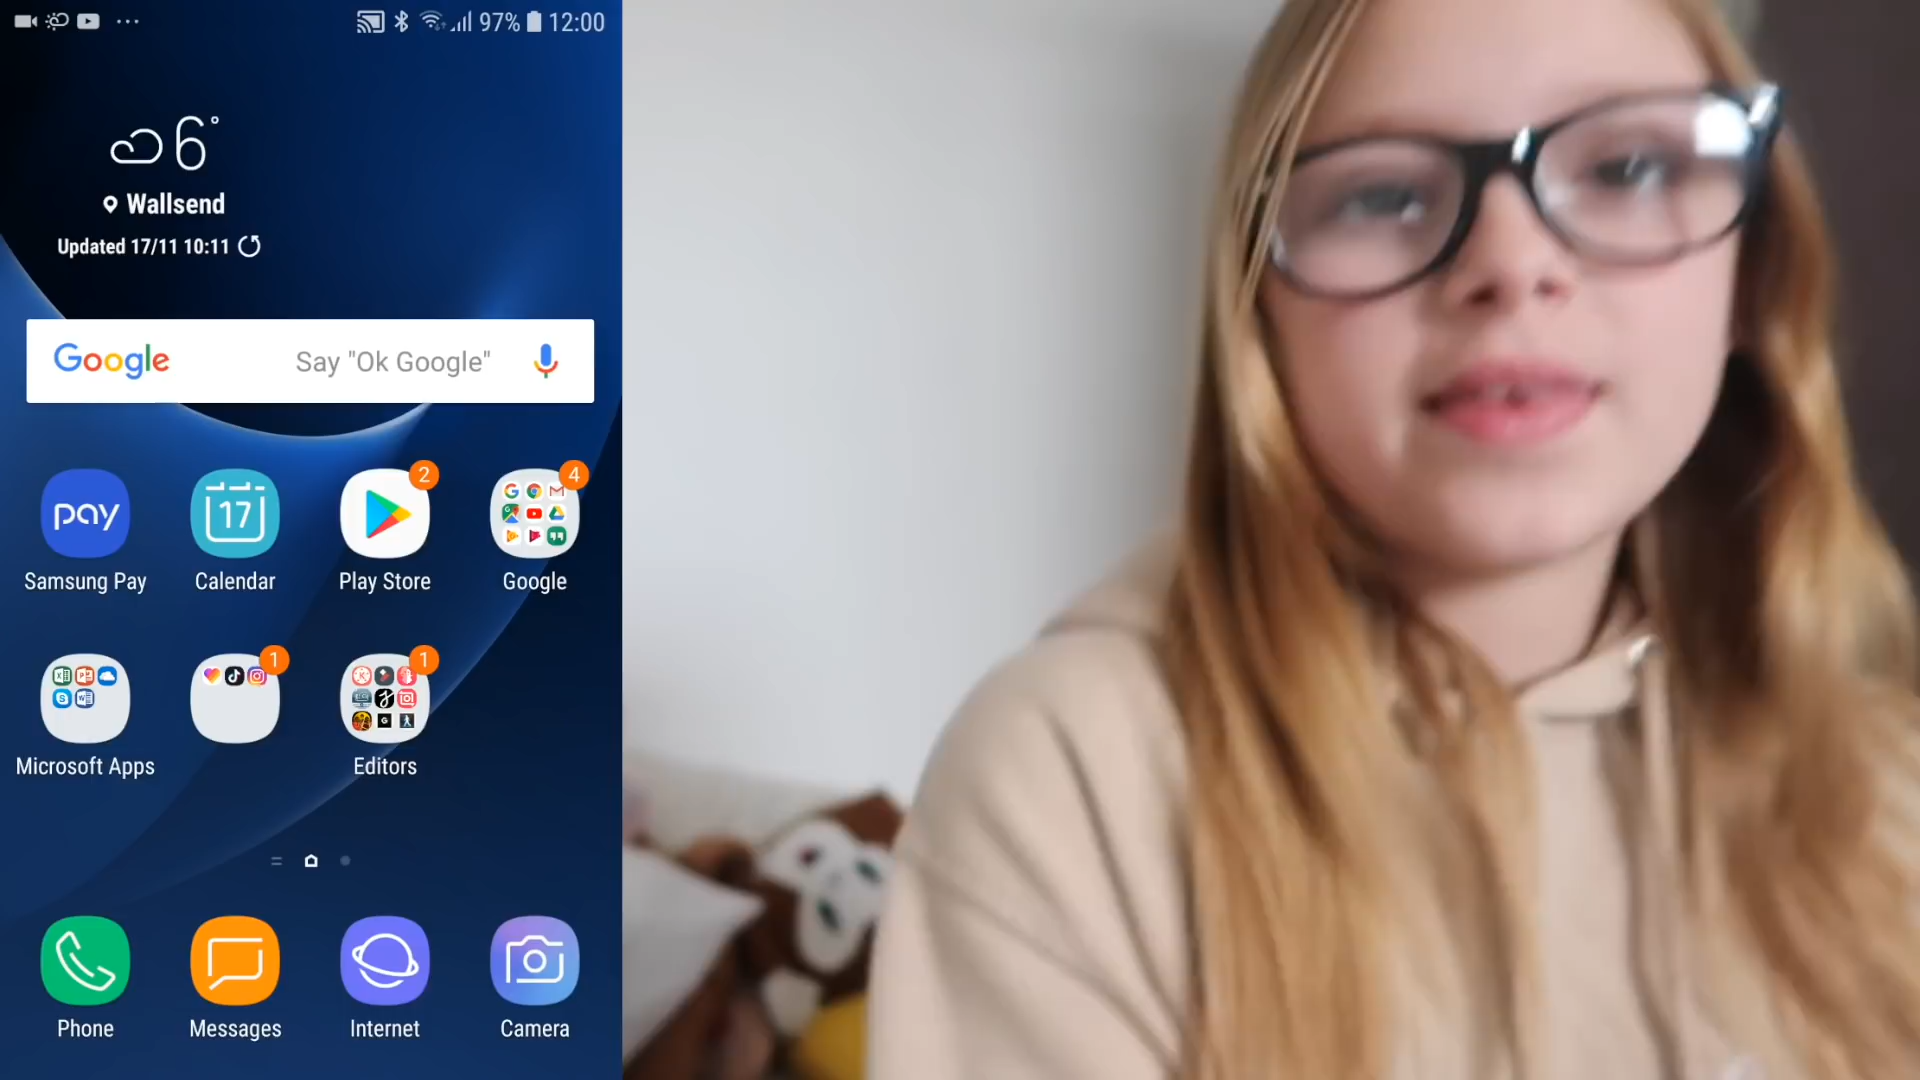 97% 12:00
6°
Wallsend
Updated 17/11 10:11
Google Say "Ok Google"
2 4
pay 17
Samsung Pay Calendar Play Store Google
1 1
Microsoft Apps Editors
Phone Messages Internet Camera